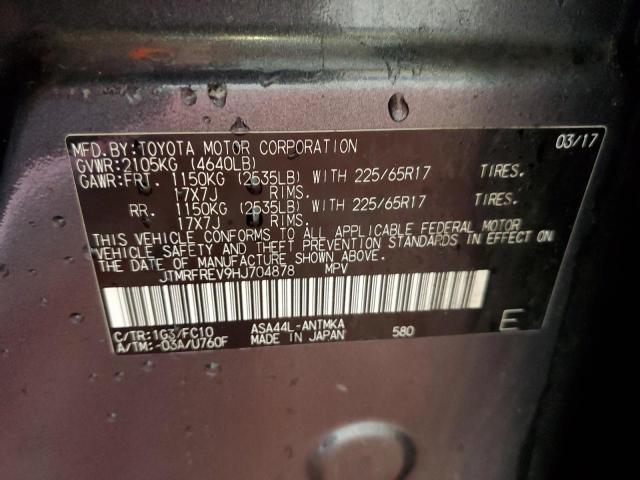 MFD.BY:TOYOTA MOTOR CORPORATION 03/17
GVWR:2105KG (4640LB)
GAWR:FRT. 1150KG (2535LB) WITH 225/65R17 TIRES.
17X7J RIMS.
RR. 1150KG (2535LB) WITH 225/65R17 TIRES.
17X7J RIMS.
THIS VEHICLE CONFORMS TO ALL APPLICABLE FEDERAL MOTOR
VEHICLE SAFETY AND THEFT PREVENTION STANDARDS IN EFFECT ON
THE DATE OF MANUFACTURE SHOWN ABOVE.
JTMRFREV9HJ704878 MPV
C/TR:1G3/FC10 ASA44L-ANTMKA 580 E
A/TM:-03A/U760F MADE IN JAPAN